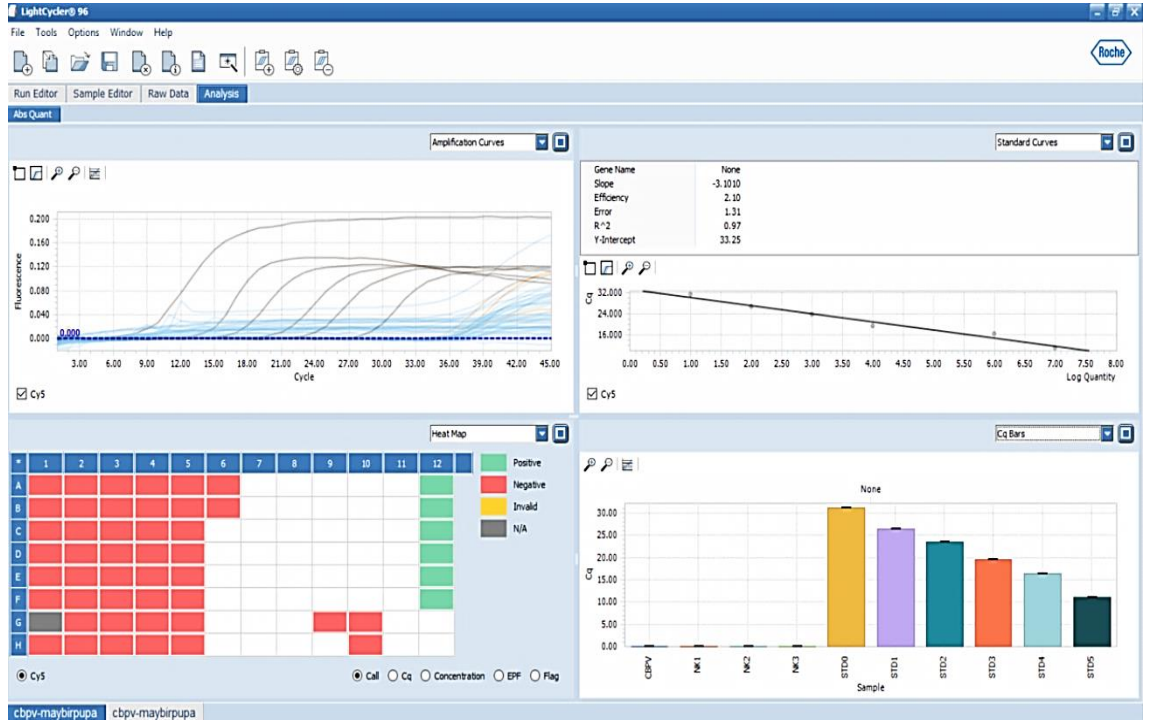 LightCycler® 96
File Tools Options Window Help
Roche
Run Editor Sample Editor Raw Data Analysis
Abs Quant
Amplification Curves
Fluorescence
0.200
0.160
0.120
0.080
0.040
0.000
0.000
3.00 6.00 9.00 12.00 15.00 18.00 21.00 24.00 27.00 30.00 33.00 36.00 39.00 42.00 45.00
Cycle
Cy5
Standard Curves
Gene Name None
Slope -3.1010
Efficiency 2.10
Error 1.31
R^2 0.97
Y-Intercept 33.25
Cq
32.000
24.000
16.000
0.00 0.50 1.00 1.50 2.00 2.50 3.00 3.50 4.00 4.50 5.00 5.50 6.00 6.50 7.00 7.50 8.00
Log Quantity
Cy5
Heat Map
* 1 2 3 4 5 6 7 8 9 10 11 12
A
B
C
D
E
F
G
H
Positive
Negative
Invalid
N/A
Cy5
Call Cq Concentration EPF Flag
Cq Bars
None
Cq
30.00
25.00
20.00
15.00
10.00
5.00
0.00
CBPV NK1 NK2 NK3 STD0 STD1 STD2 STD3 STD4 STD5
Sample
cbpv-maybirpupa cbpv-maybirpupa